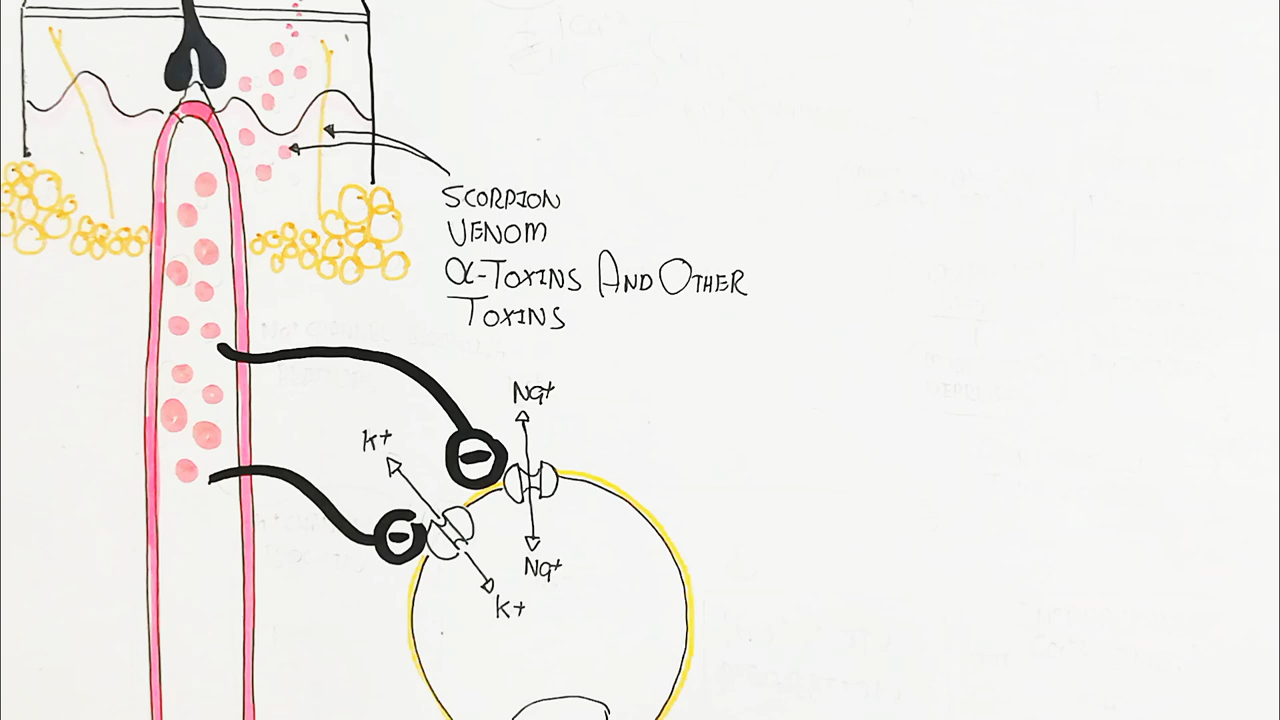 SCORPION
VENOM
α-TOXINS AND OTHER
TOXINS
Na+
K+
Na+
K+